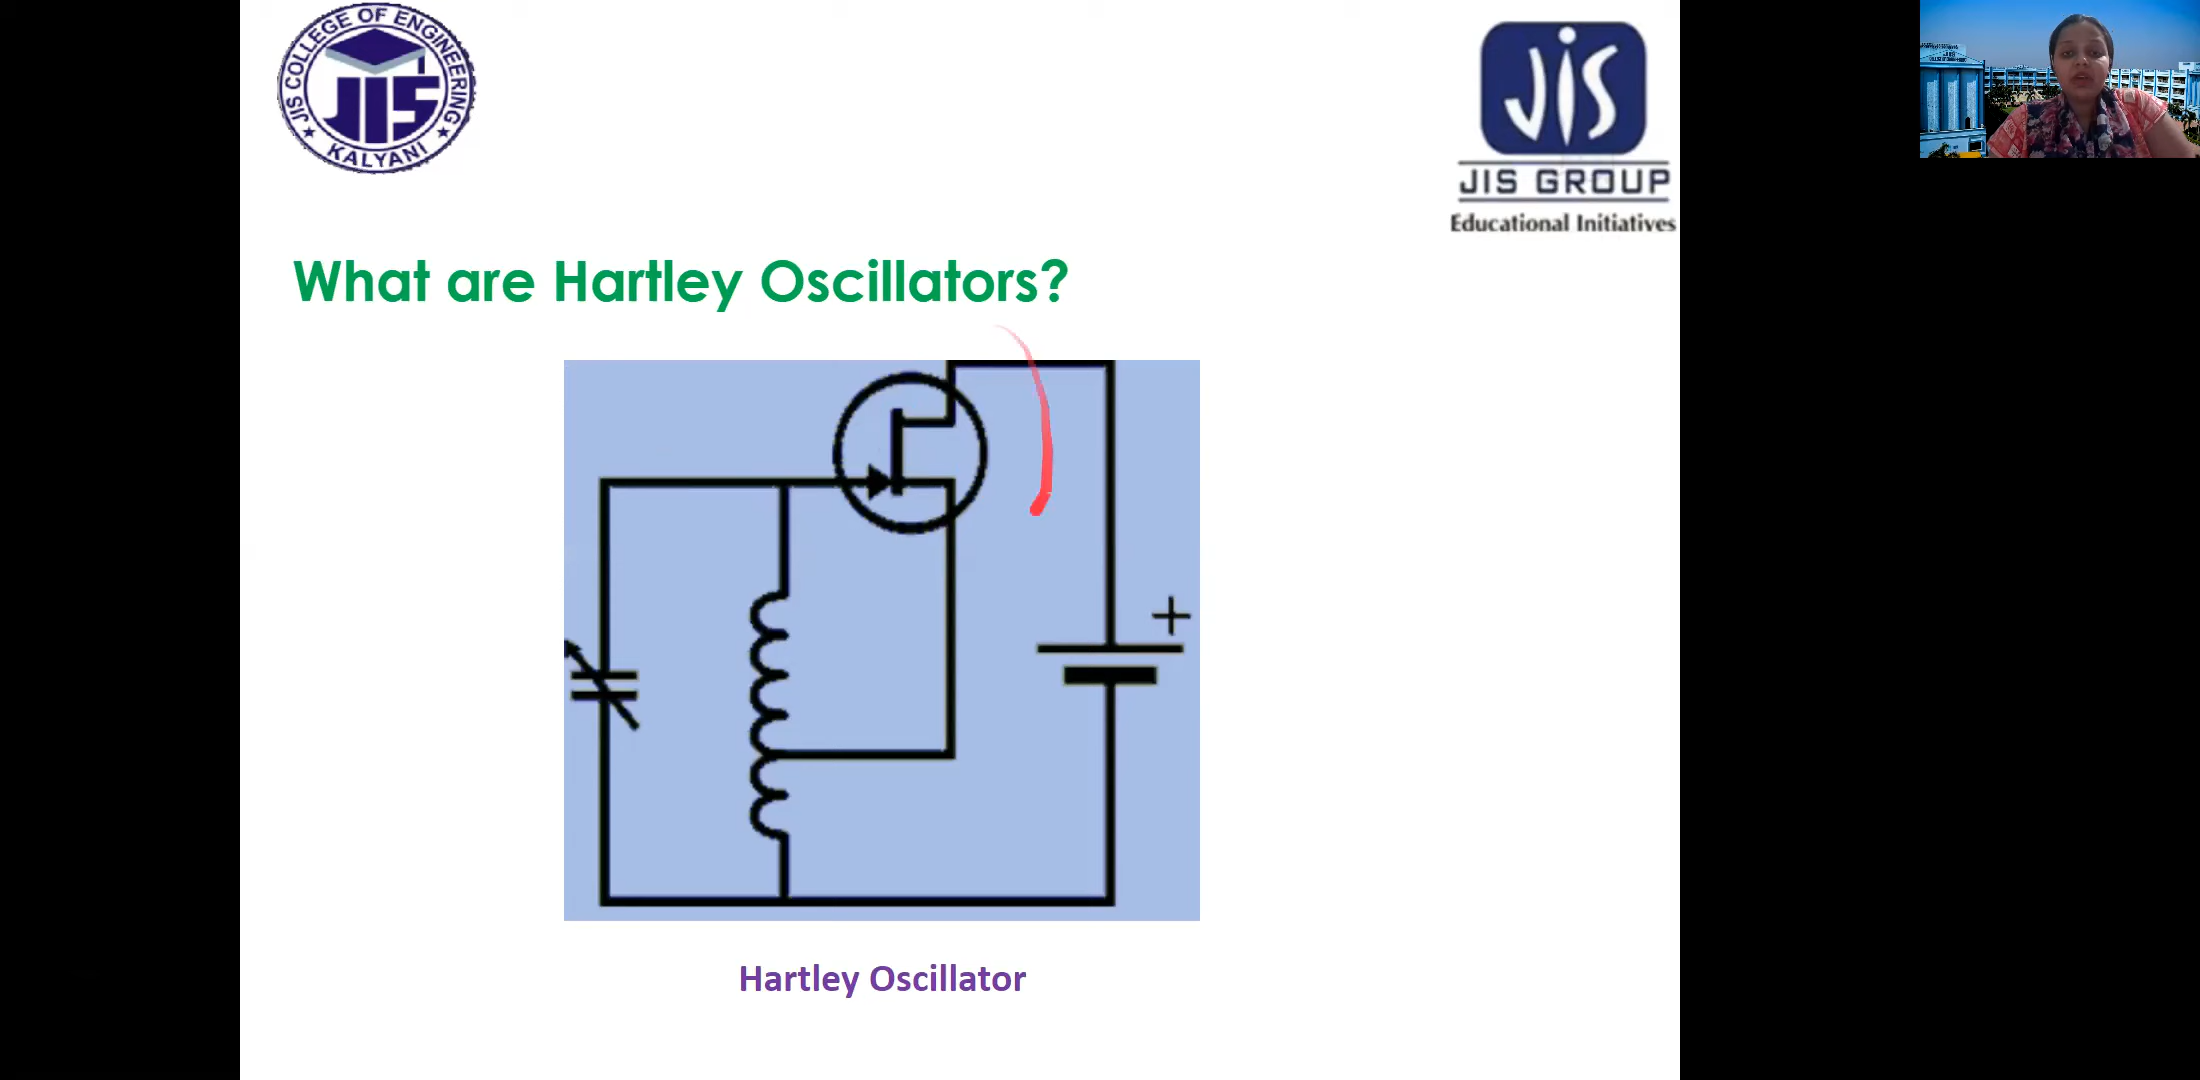 JIS COLLEGE OF ENGINEERING
JIS
KALYANI
JIS
JIS GROUP
Educational Initiatives
What are Hartley Oscillators?
+
Hartley Oscillator